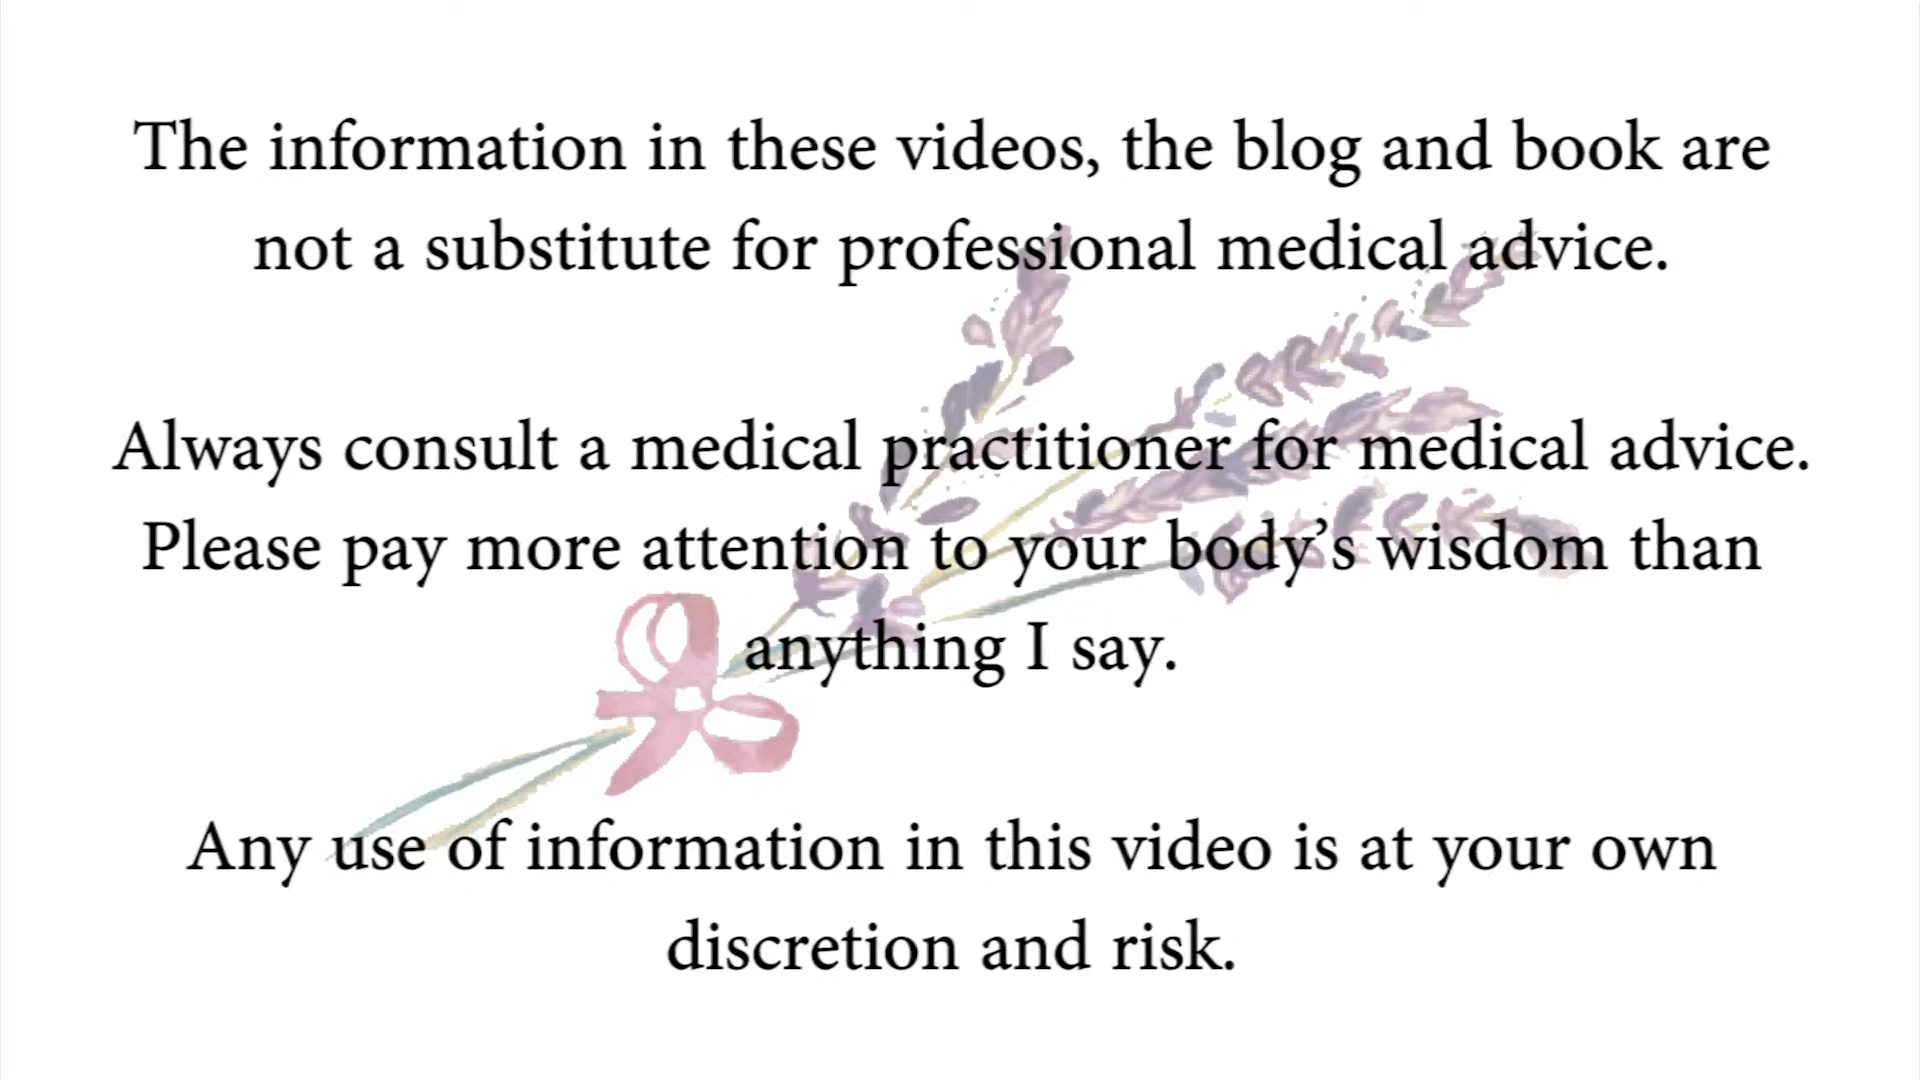 The information in these videos, the blog and book are
not a substitute for professional medical advice.
Always consult a medical practitioner for medical advice.
Please pay more attention to your body’s wisdom than
anything I say.
Any use of information in this video is at your own
discretion and risk.